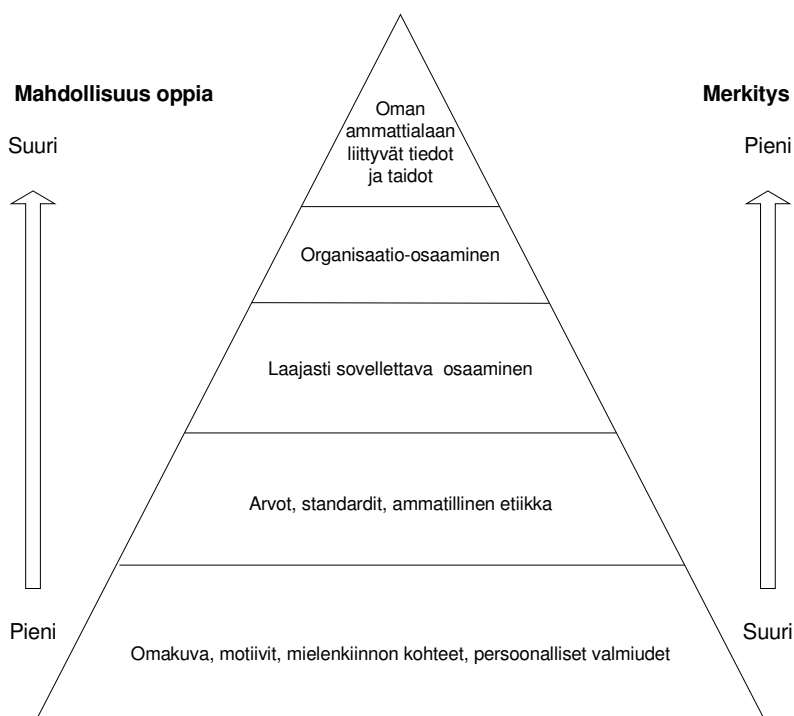 Mahdollisuus oppia
Merkitys
Suuri
Pieni
Oman
ammattialaan
liittyvät tiedot
ja taidot
Organisaatio-osaaminen
Laajasti sovellettava osaaminen
Arvot, standardit, ammatillinen etiikka
Pieni
Suuri
Omakuva, motiivit, mielenkiinnon kohteet, persoonalliset valmiudet